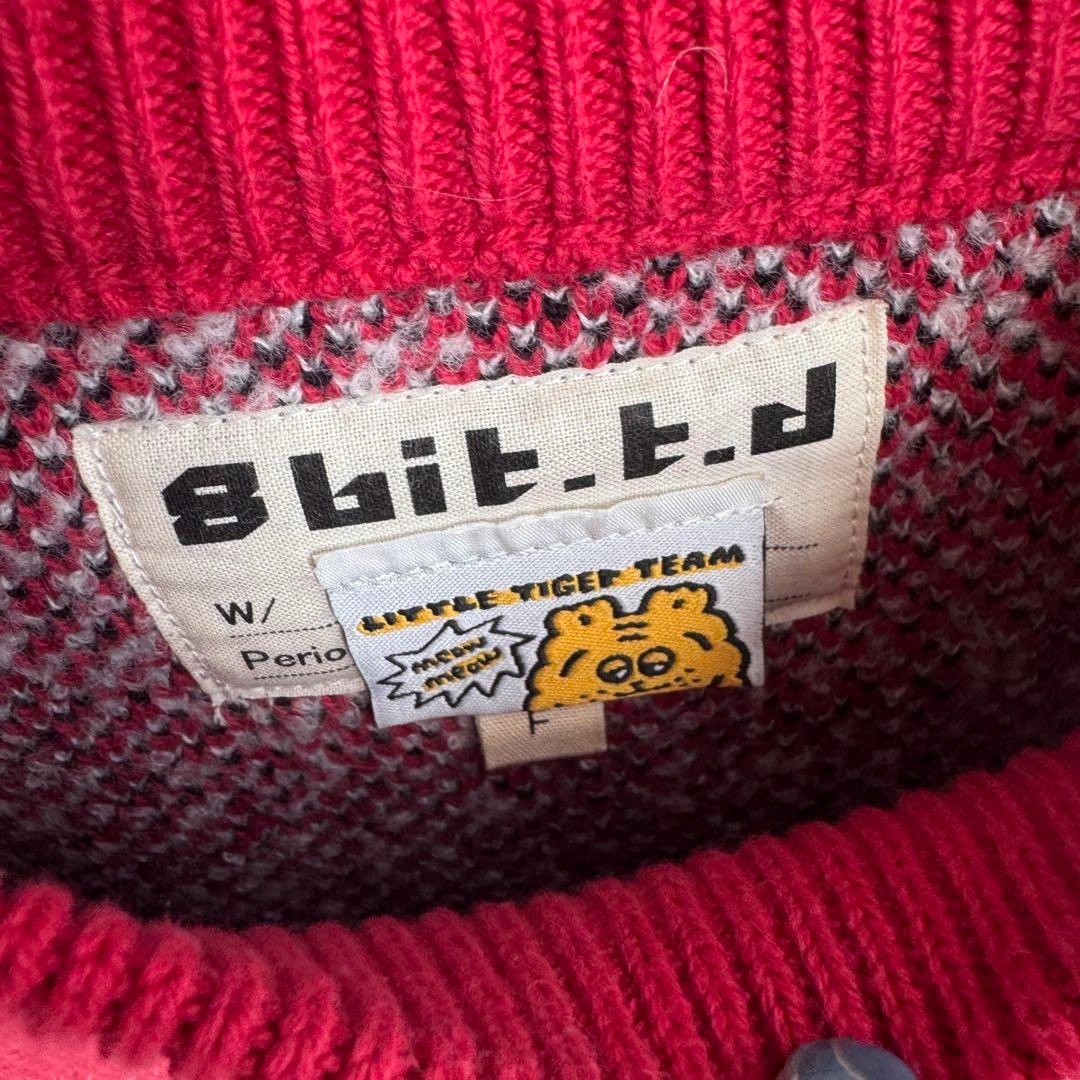 8bit.t.d
W/
Perio
LITTLE TIGER TEAM
meow
meow
F